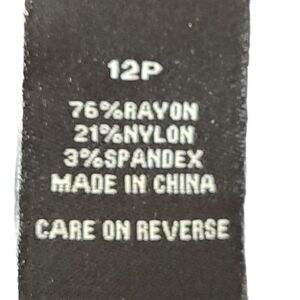 12P
76%RAYON
21%NYLON
3%SPANDEX
MADE IN CHINA
CARE ON REVERSE